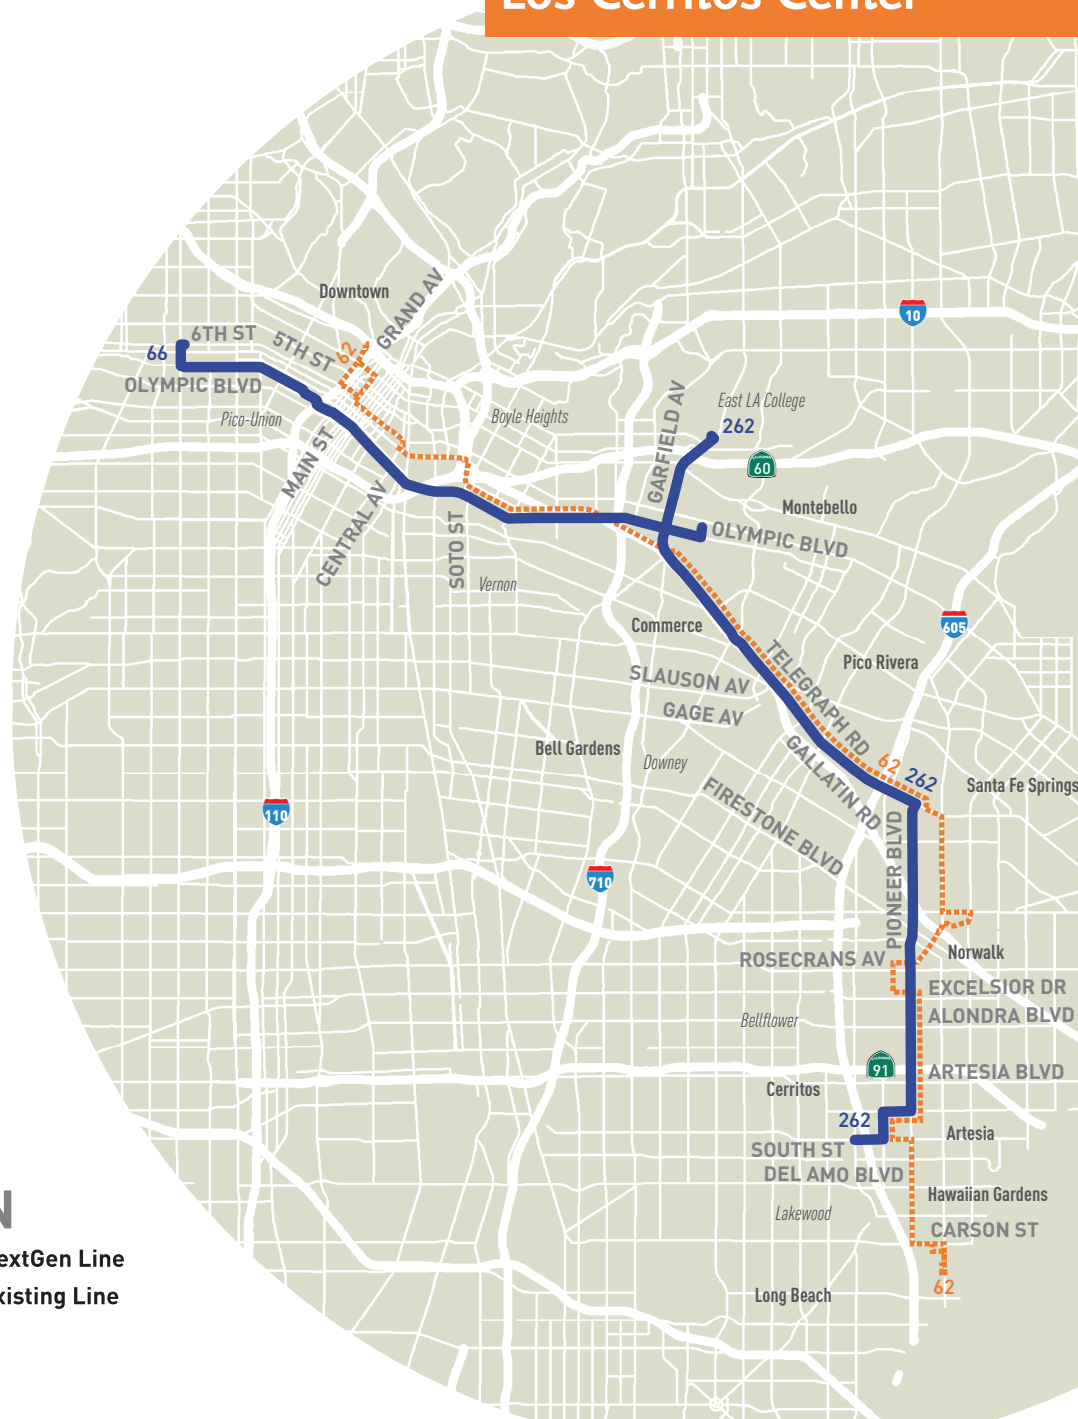 Los Cerritos Center
Downtown
GRAND AV
6TH ST
5TH ST
62
66
OLYMPIC BLVD
Pico-Union
MAIN ST
CENTRAL AV
SOTO ST
Boyle Heights
Vernon
GARFIELD AV
East LA College
262
10
60
Montebello
OLYMPIC BLVD
Commerce
605
Pico Rivera
SLAUSON AV
GAGE AV
TELEGRAPH RD
Bell Gardens
Downey
GALLATIN RD
62
262
Santa Fe Springs
FIRESTONE BLVD
110
710
PIONEER BLVD
ROSECRANS AV
Norwalk
EXCELSIOR DR
ALONDRA BLVD
Bellflower
91
ARTESIA BLVD
Cerritos
262
Artesia
SOUTH ST
DEL AMO BLVD
Hawaiian Gardens
Lakewood
CARSON ST
62
Long Beach
N
extGen Line
xisting Line